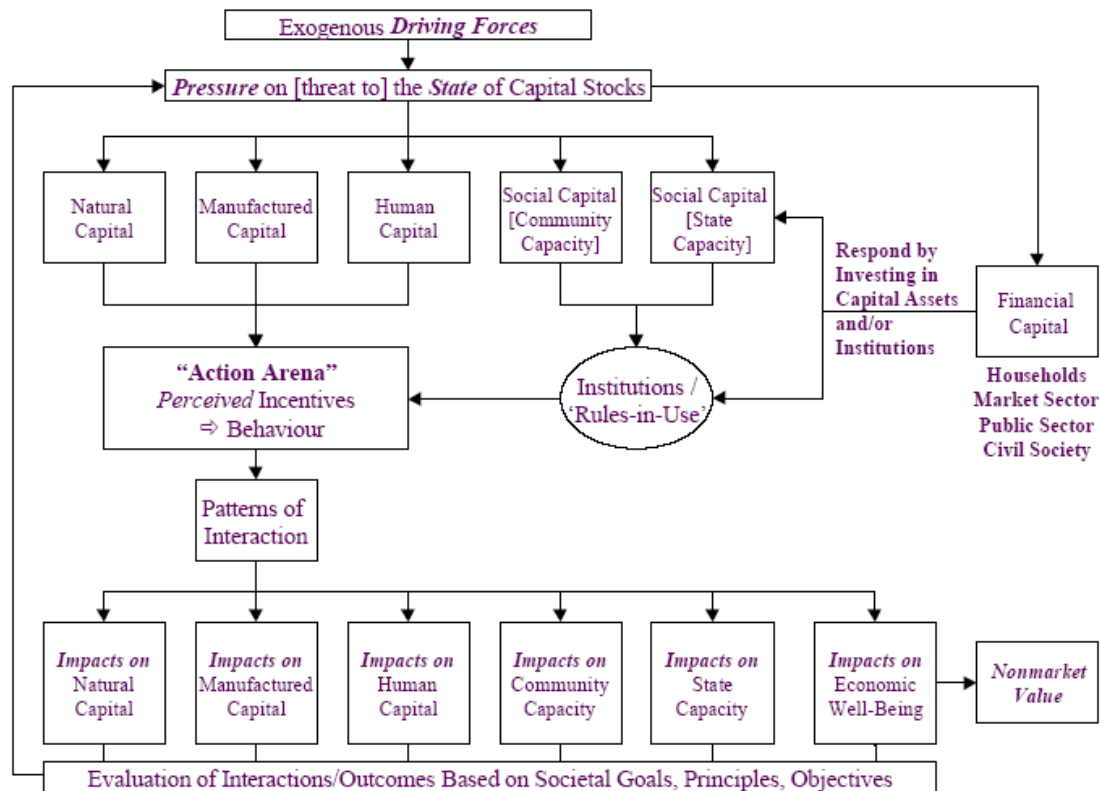 Exogenous Driving Forces
Pressure on [threat to] the State of Capital Stocks
Natural
Capital
Manufactured
Capital
Human
Capital
Social Capital
[Community
Capacity]
Social Capital
[State
Capacity]
Respond by
Investing in
Capital Assets
and/or
Institutions
Financial
Capital
Households
Market Sector
Public Sector
Civil Society
“Action Arena”
Perceived Incentives
⇨ Behaviour
Institutions /
‘Rules-in-Use’
Patterns of
Interaction
Impacts on
Natural
Capital
Impacts on
Manufactured
Capital
Impacts on
Human
Capital
Impacts on
Community
Capacity
Impacts on
State
Capacity
Impacts on
Economic
Well-Being
Nonmarket
Value
Evaluation of Interactions/Outcomes Based on Societal Goals, Principles, Objectives